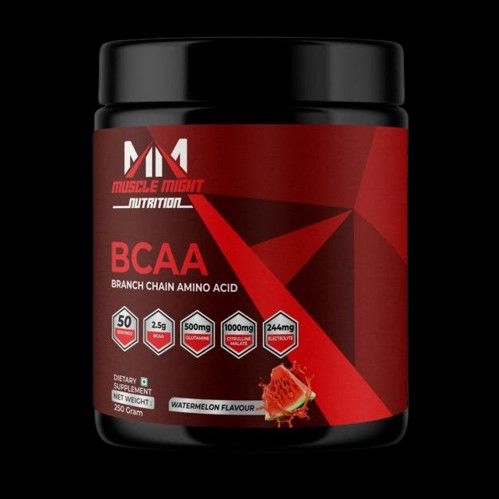 MM
MUSCLE MIGHT
NUTRITION
BCAA
BRANCH CHAIN AMINO ACID
50
SERVINGS
2.5g
BCAA
500mg
GLUTAMINE
1000mg
CITRULLINE
MALATE
244mg
ELECTROLYTE
DIETARY
SUPPLEMENT
NET WEIGHT :
250 Gram
WATERMELON FLAVOUR